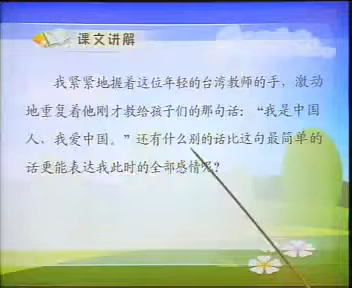 课文讲解
我紧紧地握着这位年轻的台湾教师的手，激动
地重复着他刚才教给孩子们的那句话：“我是中国
人，我爱中国。”还有什么别的话比这句最简单的
话更能表达我此时的全部感情呢？